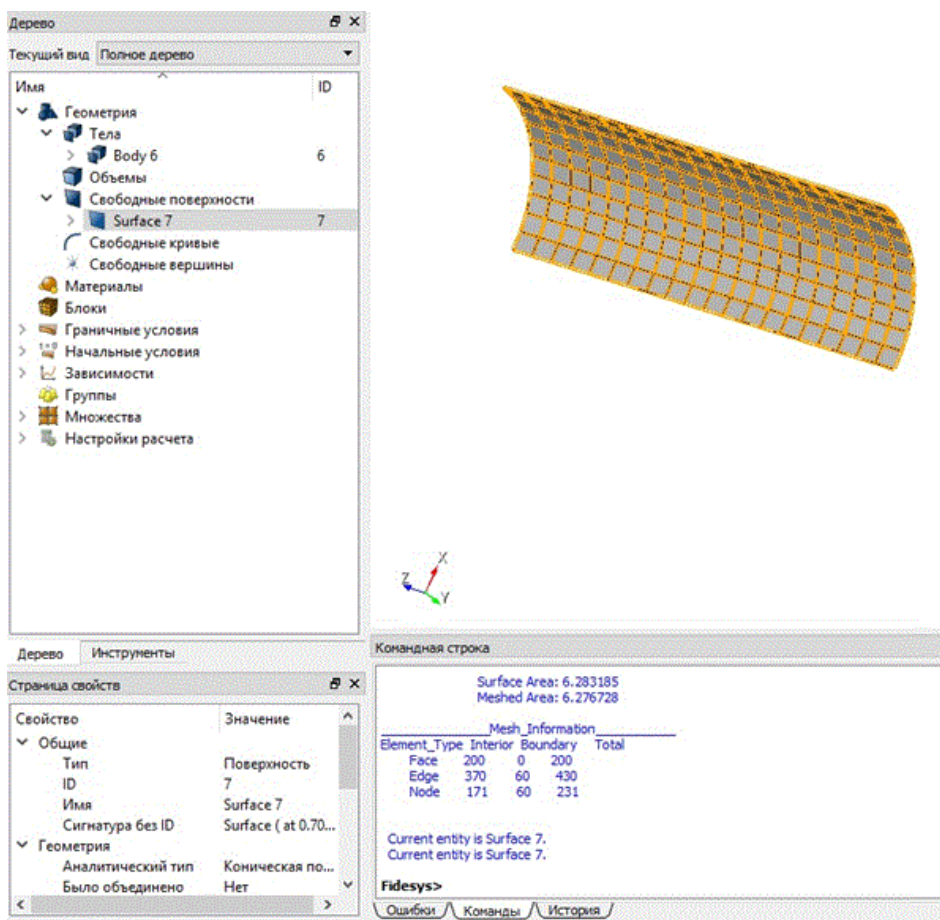 Дерево
Текущий вид Полное дерево
Имя ID
Геометрия
Тела
Body 6 6
Объемы
Свободные поверхности
Surface 7 7
Свободные кривые
Свободные вершины
Материалы
Блоки
Граничные условия
Начальные условия
Зависимости
Группы
Множества
Настройки расчета
Дерево Инструменты
Страница свойств
Свойство Значение
Общие
Тип Поверхность
ID 7
Имя Surface 7
Сигнатура без ID Surface ( at 0.70...
Геометрия
Аналитический тип Коническая по...
Было объединено Нет
X
Z
Y
Командная строка
Surface Area: 6.283185
Meshed Area: 6.276728
______________Mesh_Information__________
Element_Type Interior Boundary Total
Face 200 0 200
Edge 370 60 430
Node 171 60 231
Current entity is Surface 7.
Current entity is Surface 7.
Fidesys>
Ошибки Команды История